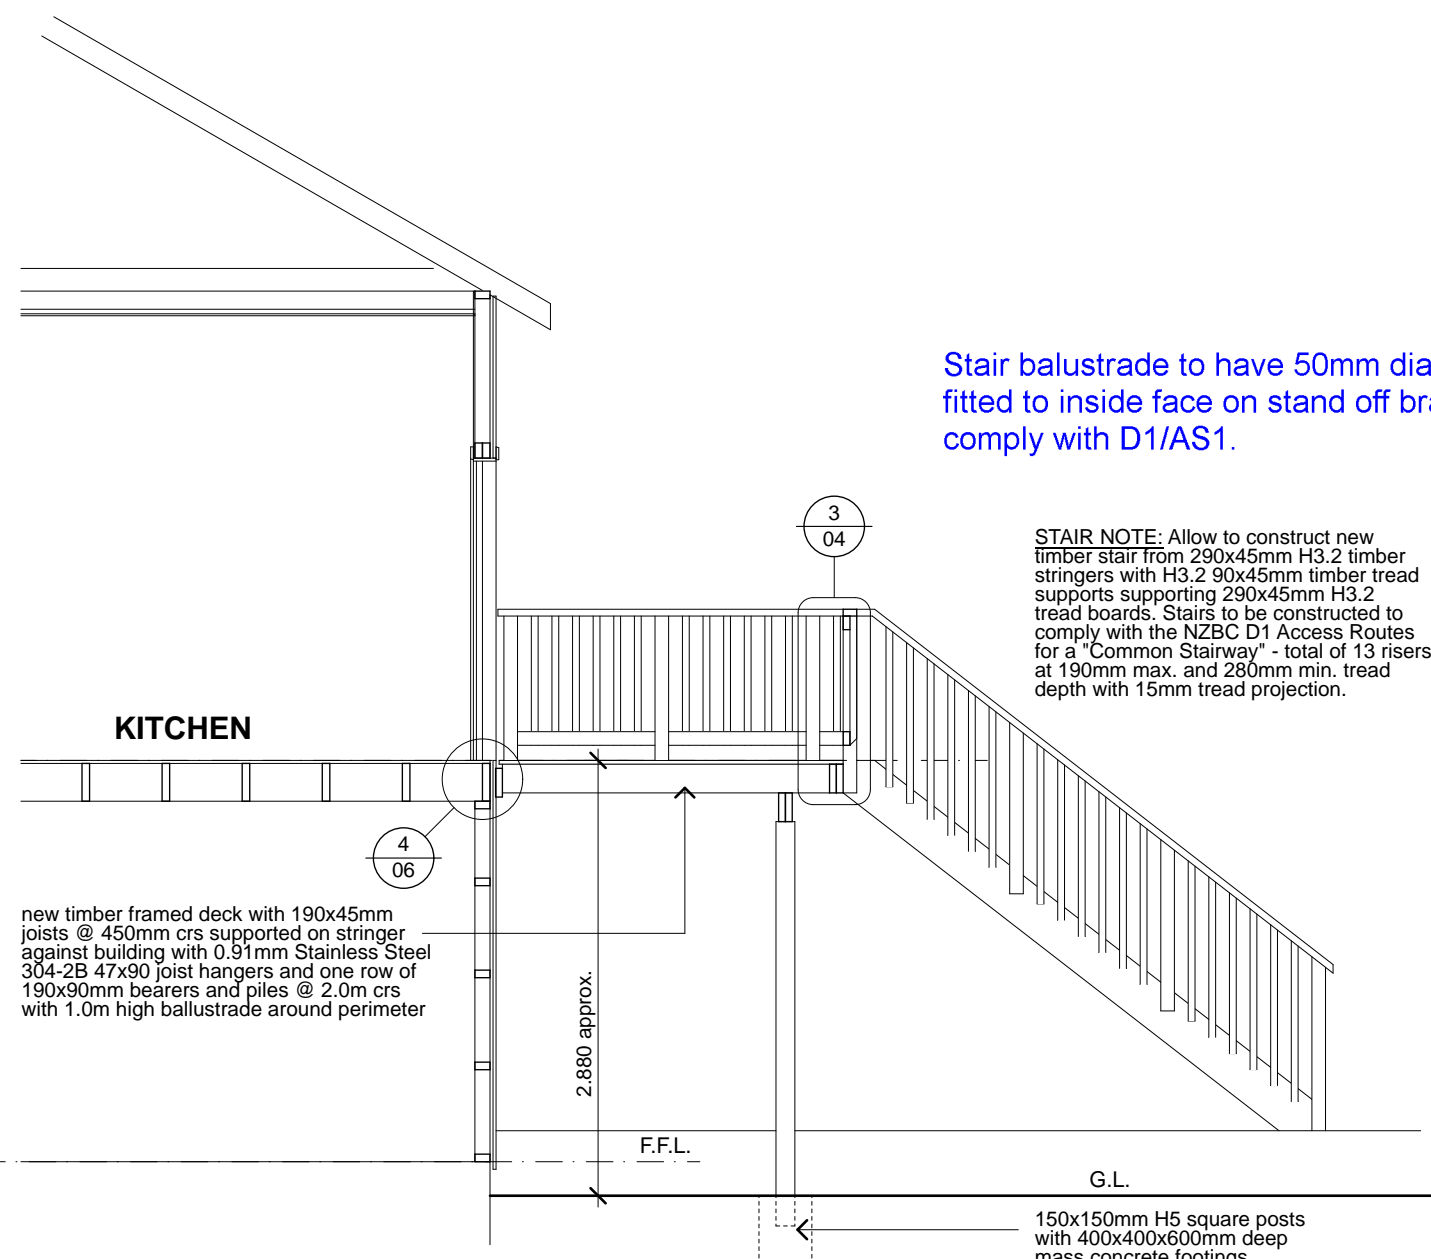 Stair balustrade to have 50mm dia
fitted to inside face on stand off bra
comply with D1/AS1.
3
04
STAIR NOTE: Allow to construct new
timber stair from 290x45mm H3.2 timber
stringers with H3.2 90x45mm timber tread
supports supporting 290x45mm H3.2
tread boards. Stairs to be constructed to
comply with the NZBC D1 Access Routes
for a "Common Stairway" - total of 13 risers
at 190mm max. and 280mm min. tread
depth with 15mm tread projection.
KITCHEN
4
06
new timber framed deck with 190x45mm
joists @ 450mm crs supported on stringer
against building with 0.91mm Stainless Steel
304-2B 47x90 joist hangers and one row of
190x90mm bearers and piles @ 2.0m crs
with 1.0m high ballustrade around perimeter
2.880 approx.
F.F.L.
G.L.
150x150mm H5 square posts
with 400x400x600mm deep
mass concrete footings